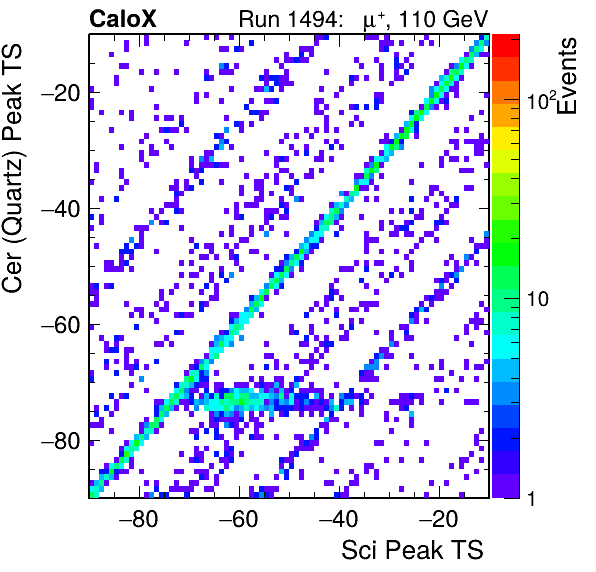 CaloX Run 1494: μ⁺, 110 GeV
Cer (Quartz) Peak TS
−20
−40
−60
−80
−80 −60 −40 −20
Sci Peak TS
10²
10
1
Events